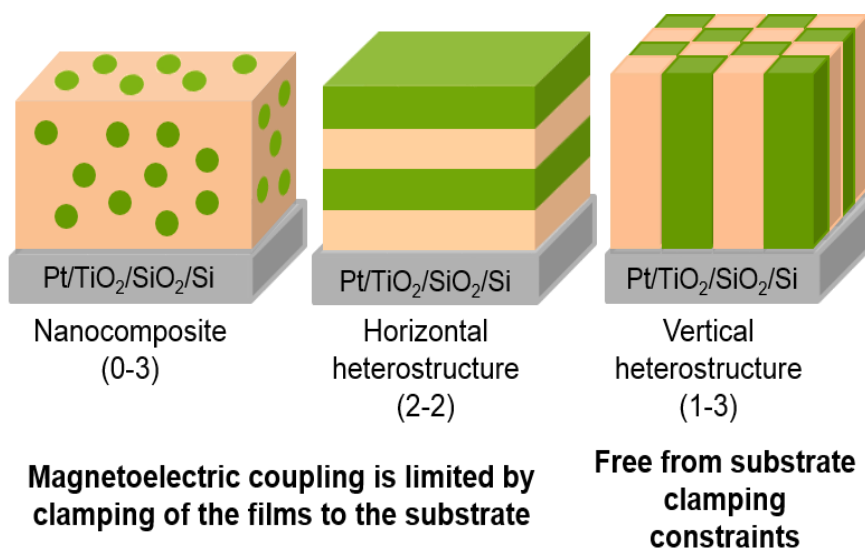 Pt/TiO₂/SiO₂/Si
Nanocomposite
(0-3)
Pt/TiO₂/SiO₂/Si
Horizontal
heterostructure
(2-2)
Pt/TiO₂/SiO₂/Si
Vertical
heterostructure
(1-3)
Magnetoelectric coupling is limited by
clamping of the films to the substrate
Free from substrate
clamping
constraints